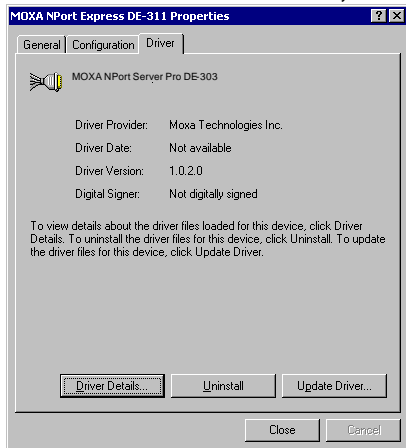 MOXA NPort Express DE-311 Properties
General Configuration Driver
MOXA NPort Server Pro DE-303
Driver Provider: Moxa Technologies Inc.
Driver Date: Not available
Driver Version: 1.0.2.0
Digital Signer: Not digitally signed
To view details about the driver files loaded for this device, click Driver
Details. To uninstall the driver files for this device, click Uninstall. To update
the driver files for this device, click Update Driver.
Driver Details... Uninstall Update Driver...
Close Cancel